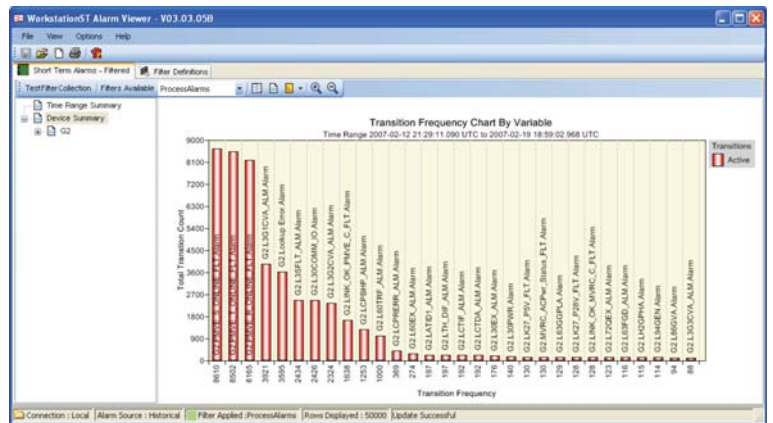 WorkstationST Alarm Viewer - V03.03.05B
File View Options Help
Short Term Alarms - Filtered Filter Definitions
TestFilterCollection Filters Available ProcessAlarms
Time Range Summary
Device Summary
G2
Transition Frequency Chart By Variable
Time Range 2007-02-12 21:29:11.090 UTC to 2007-02-19 18:59:02.968 UTC
Transitions
Active
Total Transition Count
9000
8100
7200
6300
5400
4500
3600
2700
1800
900
0
G2.L3G1CVA_ALM Alarm
G2.Lookup Error Alarm
G2.L3SFLT_ALM Alarm
G2.L30COMM_IO Alarm
G2.L3G2CVA_ALM Alarm
G2.LINK_OK_PMVE_C_FLT Alarm
G2.LCPBHP_ALM Alarm
G2.L60TRF_ALM Alarm
G2.LCPRERR_ALM Alarm
G2.L60EX_ALM Alarm
G2.LATID1_ALM Alarm
G2.LTH_DIF_ALM Alarm
G2.LCTIF_ALM Alarm
G2.LCTDA_ALM Alarm
G2.L30EX_ALM Alarm
G2.L30PWR_Alarm
G2.LK27_P5V_FLT Alarm
G2.MVRC_ACPwr_Status_FLT Alarm
G2.L63GGPLA Alarm
G2.LK27_P28V_FLT Alarm
G2.LINK_OK_MVRC_C_FLT Alarm
G2.L72QEX_ALM Alarm
G2.L63FGD_ALM Alarm
G2.LH2GPHA Alarm
G2.L94GEN Alarm
G2.L86GVA Alarm
G2.L3G3CVA_ALM Alarm
8610
8502
8165
3921
3595
2434
2426
2324
1638
1253
1000
369
274
197
197
192
192
176
140
130
130
129
128
128
123
116
115
114
94
88
Transition Frequency
Connection : Local Alarm Source : Historical Filter Applied :ProcessAlarms Rows Displayed : 50000 Update Successful